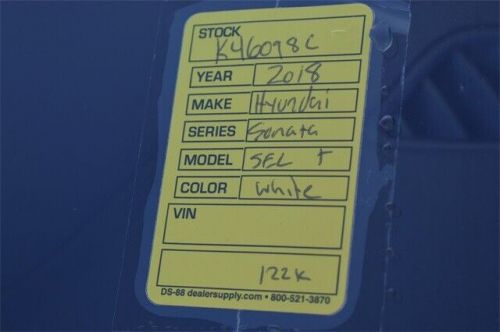 STOCK K46098C
YEAR 2018
MAKE Hyundai
SERIES Sonata
MODEL SEL +
COLOR white
VIN
122K
DS-88 dealersupply.com • 800-521-3870